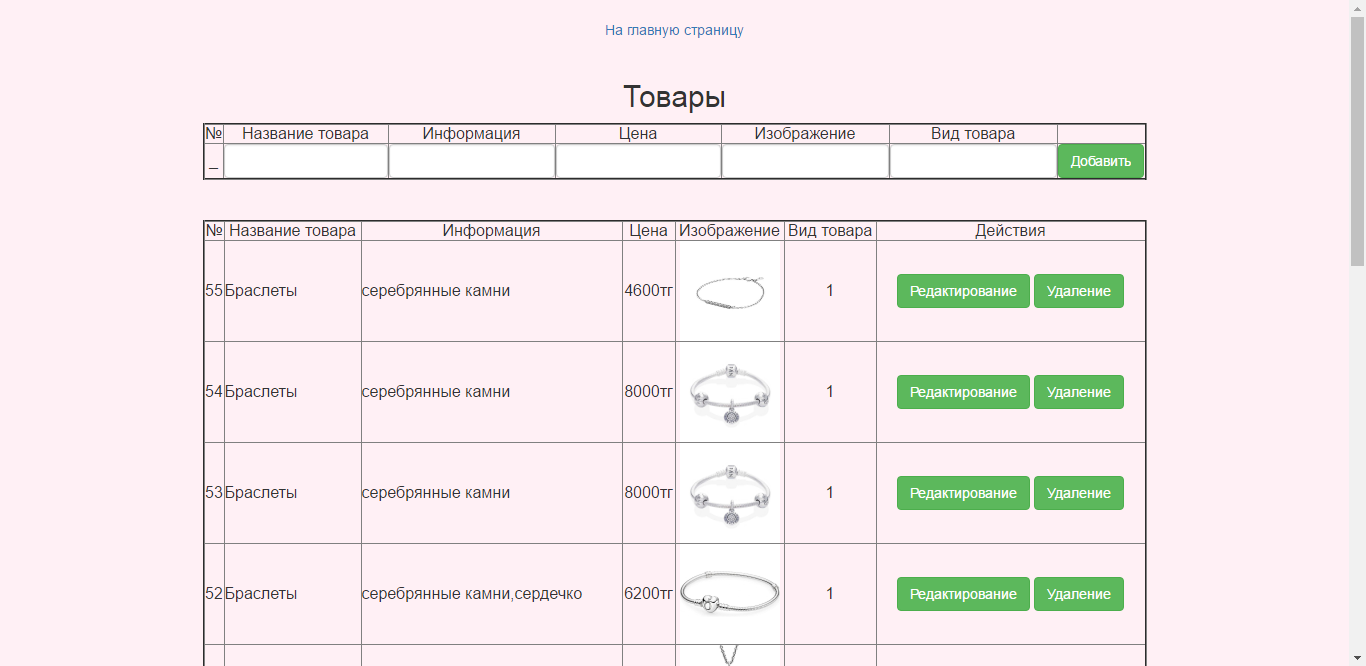 На главную страницу
Товары
№ Название товара Информация Цена Изображение Вид товара
_ Добавить
№ Название товара Информация Цена Изображение Вид товара Действия
55 Браслеты серебрянные камни 4600тг 1 Редактирование Удаление
54 Браслеты серебрянные камни 8000тг 1 Редактирование Удаление
53 Браслеты серебрянные камни 8000тг 1 Редактирование Удаление
52 Браслеты серебрянные камни,сердечко 6200тг 1 Редактирование Удаление